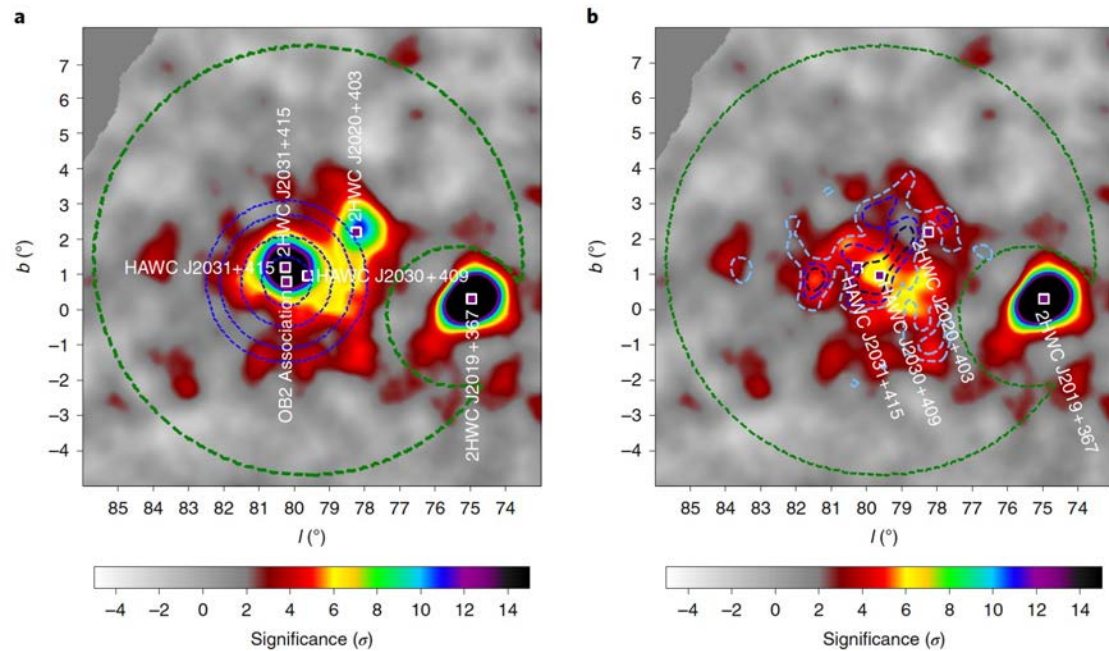 a
7
6
5
4
3
2
1
0
−1
−2
−3
−4
b (°)
2HWC J2031+415
2HWC J2020+403
HAWC J2031+415
HAWC J2030+409
OB2 Association
2HWC J2019+367
85 84 83 82 81 80 79 78 77 76 75 74
l (°)
−4 −2 0 2 4 6 8 10 12 14
Significance (σ)
b
7
6
5
4
3
2
1
0
−1
−2
−3
−4
b (°)
2HWC J2020+403
HAWC J2031+415
HAWC J2030+409
2HWC J2019+367
85 84 83 82 81 80 79 78 77 76 75 74
l (°)
−4 −2 0 2 4 6 8 10 12 14
Significance (σ)